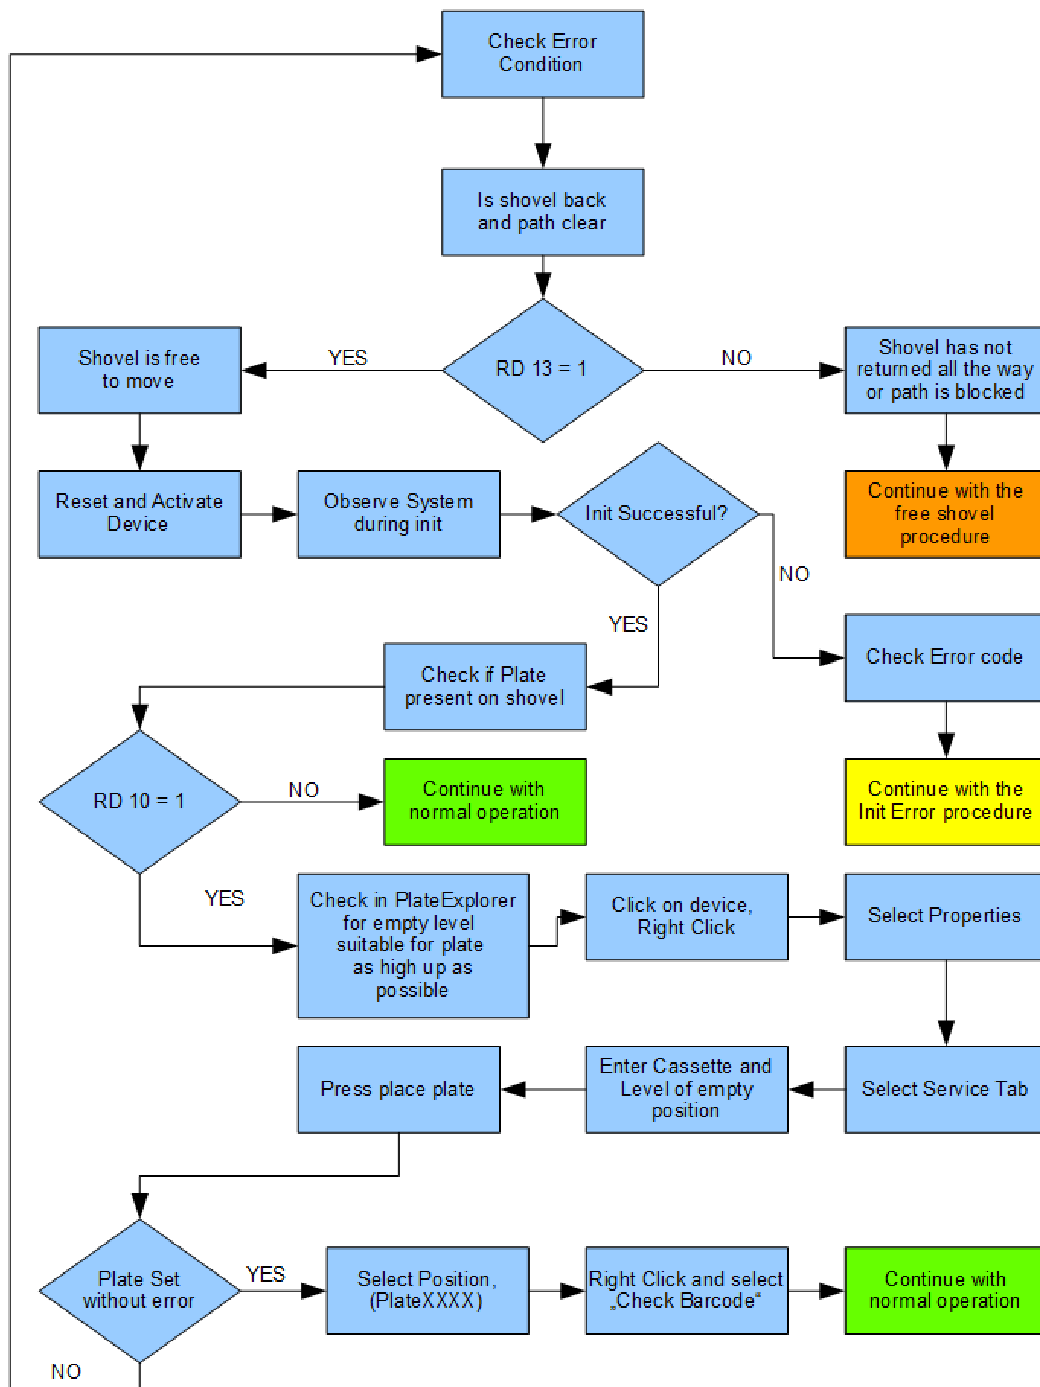 Check Error
Condition
Is shovel back
and path clear
RD 13 = 1
YES
NO
Shovel is free
to move
Shovel has not
returned all the way
or path is blocked
Reset and Activate
Device
Observe System
during init
Init Successful?
Continue with the
free shovel
procedure
NO
YES
Check Error code
Check if Plate
present on shovel
RD 10 = 1
NO
Continue with
normal operation
Continue with the
Init Error procedure
YES
Check in PlateExplorer
for empty level
suitable for plate
as high up as
possible
Click on device,
Right Click
Select Properties
Press place plate
Enter Cassette and
Level of empty
position
Select Service Tab
Plate Set
without error
YES
Select Position,
(PlateXXXX)
Right Click and select
„Check Barcode“
Continue with
normal operation
NO